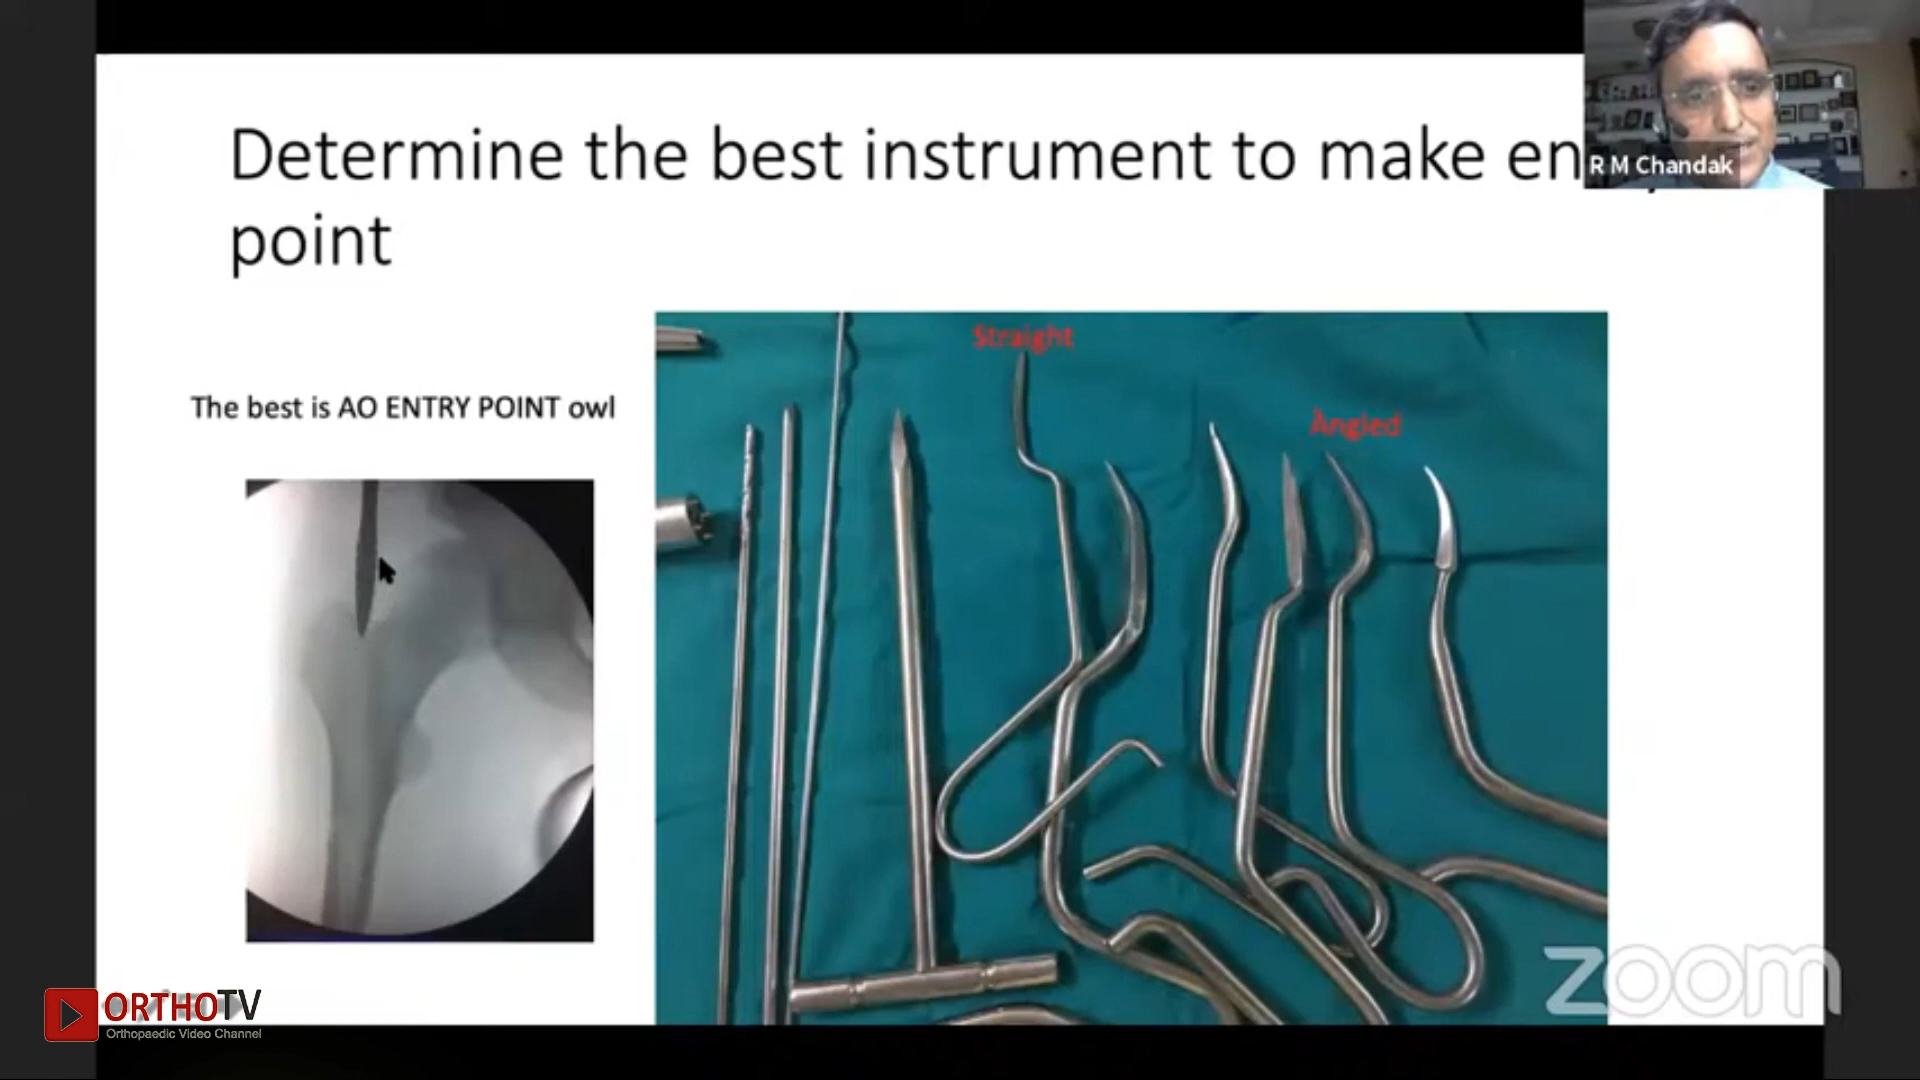 Determine the best instrument to make en
point
R M Chandak
The best is AO ENTRY POINT owl
Straight
Angled
ORTHOTV
Orthopaedic Video Channel
zoom